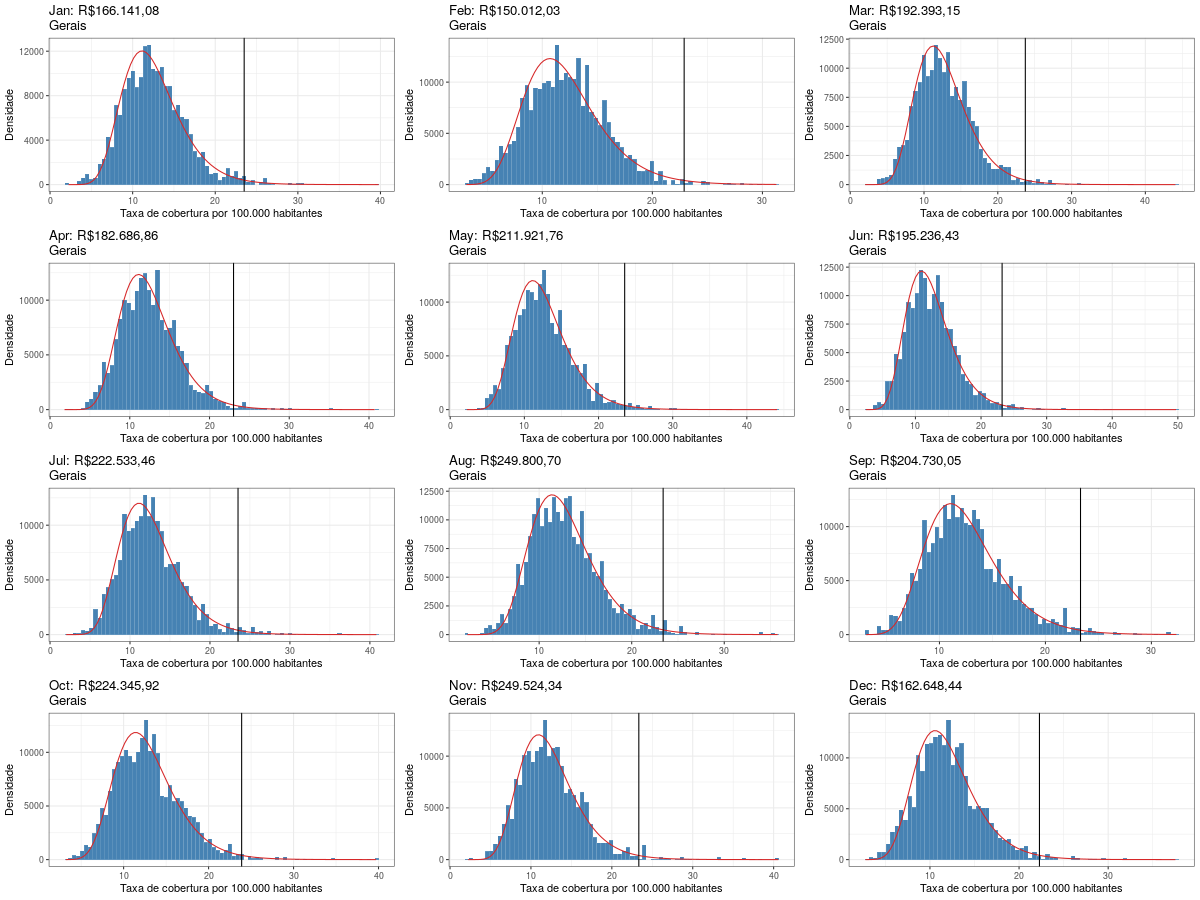 Jan: R$166.141,08
Gerais
Densidade
12000
8000
4000
0
0 10 20 30 40
Taxa de cobertura por 100.000 habitantes
Feb: R$150.012,03
Gerais
Densidade
10000
5000
0
10 20 30
Taxa de cobertura por 100.000 habitantes
Mar: R$192.393,15
Gerais
Densidade
12500
10000
7500
5000
2500
0
0 10 20 30 40
Taxa de cobertura por 100.000 habitantes
Apr: R$182.686,86
Gerais
Densidade
10000
5000
0
0 10 20 30 40
Taxa de cobertura por 100.000 habitantes
May: R$211.921,76
Gerais
Densidade
10000
5000
0
0 10 20 30 40
Taxa de cobertura por 100.000 habitantes
Jun: R$195.236,43
Gerais
Densidade
12500
10000
7500
5000
2500
0
0 10 20 30 40 50
Taxa de cobertura por 100.000 habitantes
Jul: R$222.533,46
Gerais
Densidade
10000
5000
0
0 10 20 30 40
Taxa de cobertura por 100.000 habitantes
Aug: R$249.800,70
Gerais
Densidade
12500
10000
7500
5000
2500
0
10 20 30
Taxa de cobertura por 100.000 habitantes
Sep: R$204.730,05
Gerais
Densidade
10000
5000
0
10 20 30
Taxa de cobertura por 100.000 habitantes
Oct: R$224.345,92
Gerais
Densidade
10000
5000
0
10 20 30 40
Taxa de cobertura por 100.000 habitantes
Nov: R$249.524,34
Gerais
Densidade
10000
5000
0
0 10 20 30 40
Taxa de cobertura por 100.000 habitantes
Dec: R$162.648,44
Gerais
Densidade
10000
5000
0
10 20 30
Taxa de cobertura por 100.000 habitantes